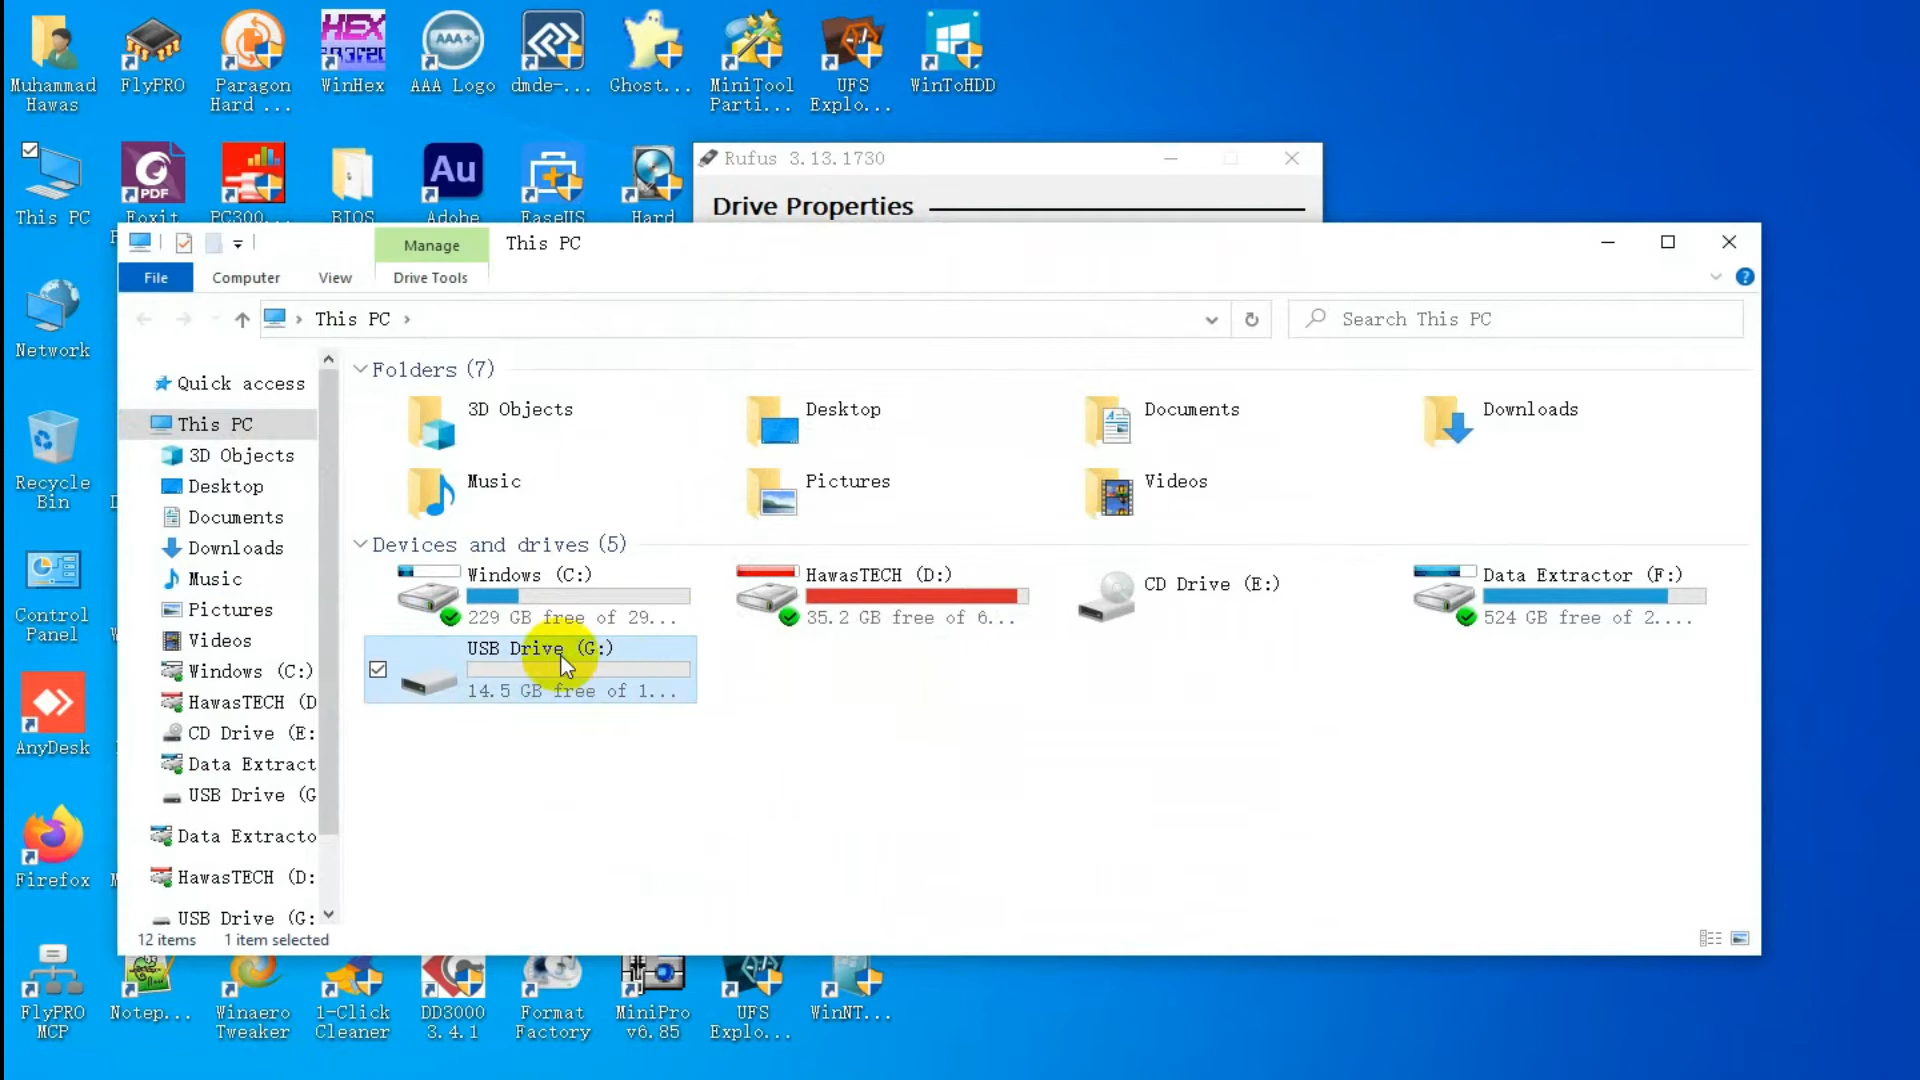 Muhammad
Hawas
FlyPRO
Paragon
Hard ...
HEX
WinHex
AAA+
AAA Logo
dmde-...
Ghost...
MiniTool
Parti...
UFS
Explo...
WinToHDD
This PC
PDF
Foxit
PC300...
BIOS
Au
Adobe
EaseUS
Hard
Rufus 3.13.1730
Drive Properties
Manage
This PC
File
Computer
View
Drive Tools
This PC
Search This PC
Network
Recycle
Bin
Control
Panel
AnyDesk
Firefox
Quick access
This PC
3D Objects
Desktop
Documents
Downloads
Music
Pictures
Videos
Windows (C:)
HawasTECH (D
CD Drive (E:
Data Extract
USB Drive (G
Data Extracto
HawasTECH (D:
USB Drive (G:
Folders (7)
3D Objects
Desktop
Documents
Downloads
Music
Pictures
Videos
Devices and drives (5)
Windows (C:)
229 GB free of 29...
HawasTECH (D:)
35.2 GB free of 6...
CD Drive (E:)
Data Extractor (F:)
524 GB free of 2....
USB Drive (G:)
14.5 GB free of 1...
12 items
1 item selected
FlyPRO
MCP
Notep...
Winaero
Tweaker
1-Click
Cleaner
DD3000
3.4.1
Format
Factory
MiniPro
v6.85
UFS
Explo...
WinNT...